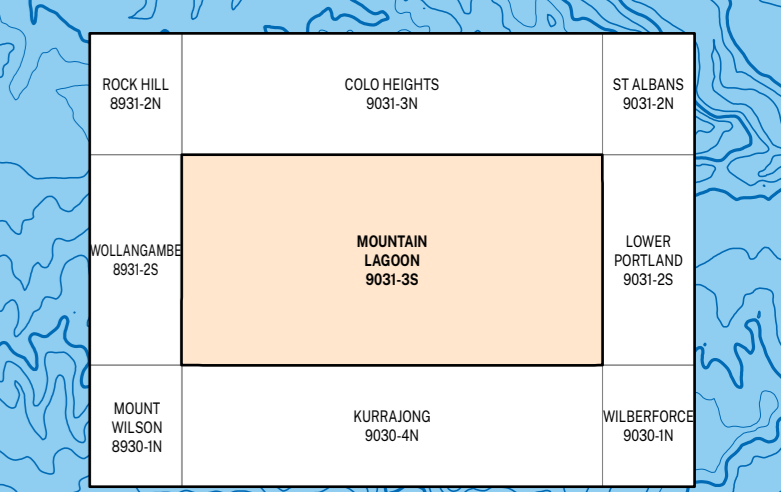 ROCK HILL
8931-2N
COLO HEIGHTS
9031-3N
ST ALBANS
9031-2N
WOLLANGAMBE
8931-2S
MOUNTAIN
LAGOON
9031-3S
LOWER
PORTLAND
9031-2S
MOUNT
WILSON
8930-1N
KURRAJONG
9030-4N
WILBERFORCE
9030-1N